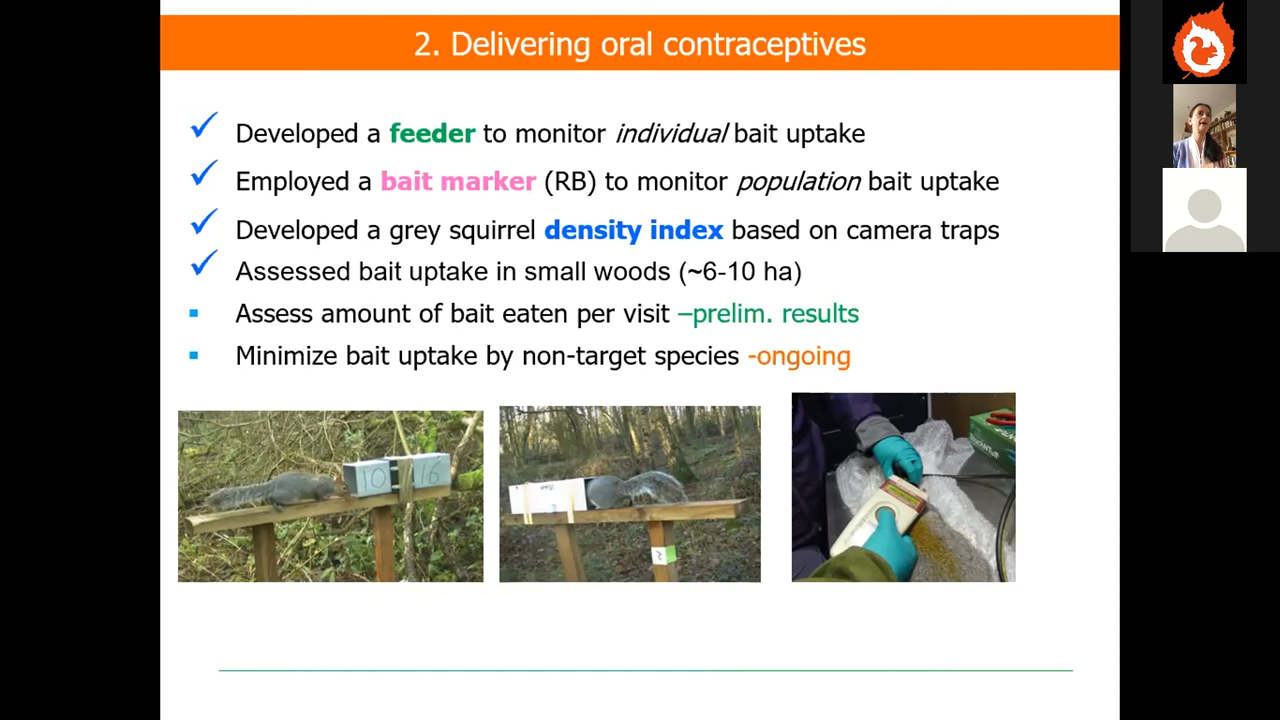 2. Delivering oral contraceptives
Developed a feeder to monitor individual bait uptake
Employed a bait marker (RB) to monitor population bait uptake
Developed a grey squirrel density index based on camera traps
Assessed bait uptake in small woods (~6-10 ha)
Assess amount of bait eaten per visit –prelim. results
Minimize bait uptake by non-target species -ongoing
10 16
2